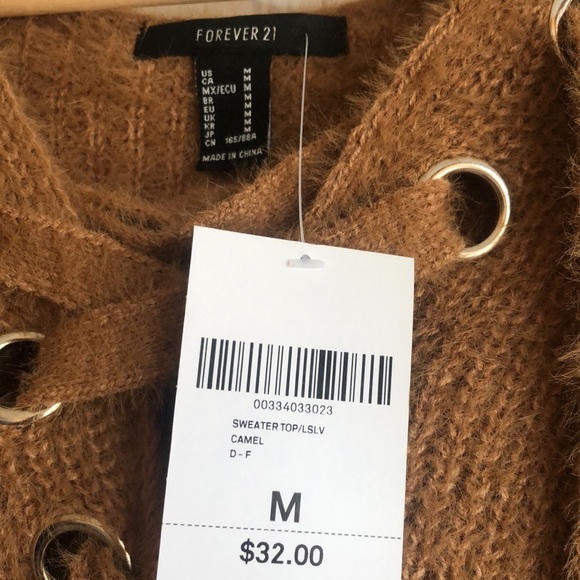 FOREVER 21
US M
CA M
MX/ECU M
BR M
EU M
UK M
KR M
JP M
CN 165/88A
MADE IN CHINA
00334033023
SWEATER TOP/LSLV
CAMEL
D-F
M
$32.00